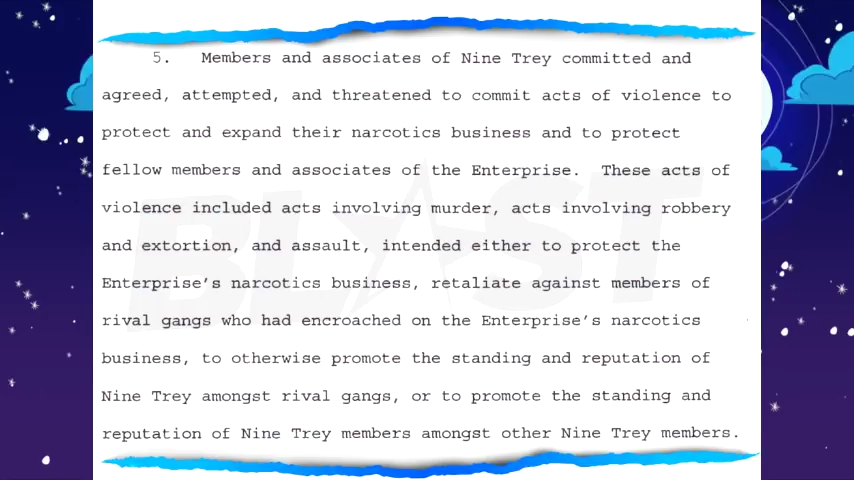 5. Members and associates of Nine Trey committed and
agreed, attempted, and threatened to commit acts of violence to
protect and expand their narcotics business and to protect
fellow members and associates of the Enterprise. These acts of
violence included acts involving murder, acts involving robbery
and extortion, and assault, intended either to protect the
Enterprise's narcotics business, retaliate against members of
rival gangs who had encroached on the Enterprise's narcotics
business, to otherwise promote the standing and reputation of
Nine Trey amongst rival gangs, or to promote the standing and
reputation of Nine Trey members amongst other Nine Trey members.
BLAST